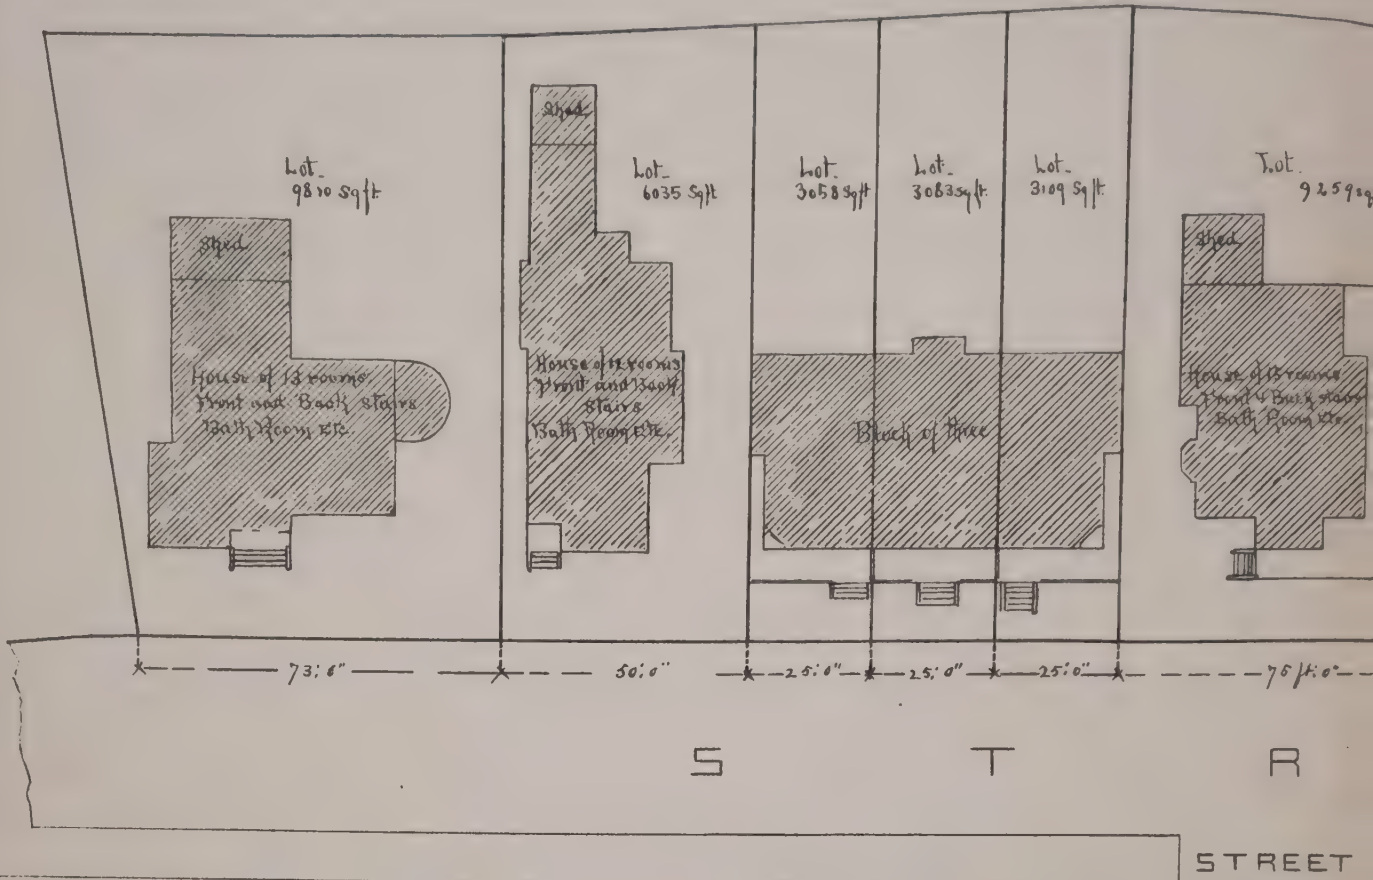 Lot.
9810 Sq ft.
Shed.
House of 13 rooms.
Front and Back Stairs
Bath Room Etc.
Shed.
Lot.
6035 Sq ft
House of 12 rooms
Front and Back
Stairs
Bath Room Etc.
Lot.
3058 Sq ft
Lot.
3083 Sq ft.
Lot.
3109 Sq ft.
Block of three
Lot.
9259 Sq
Shed.
House of 13 rooms
Front & Back stairs
Bath Room Etc.
50'.0"
25'.0"
25'.0"
25'.0"
75 ft. 0"
S T R
STREET